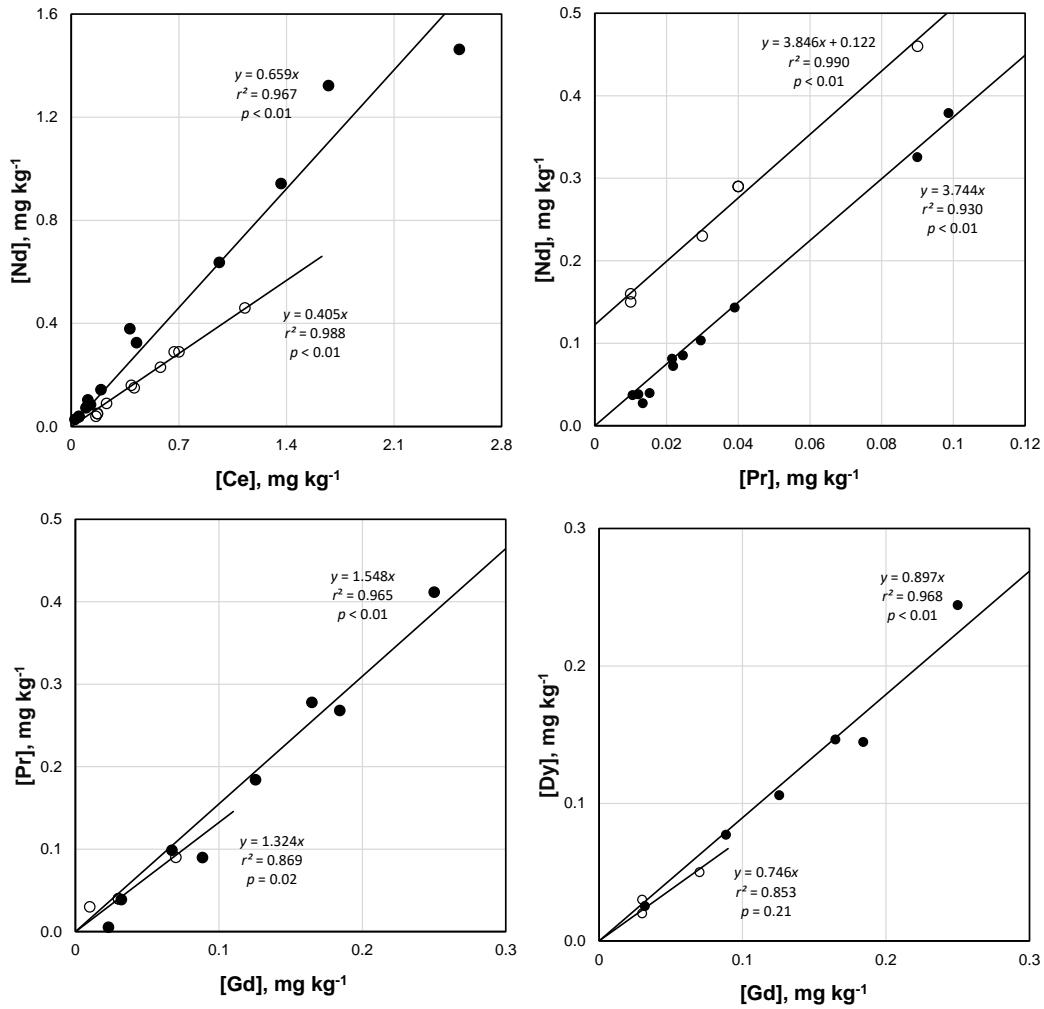 1.6
1.2
0.8
0.4
0.0
[Nd], mg kg⁻¹
y = 0.659x
r² = 0.967
p < 0.01
y = 0.405x
r² = 0.988
p < 0.01
0 0.7 1.4 2.1 2.8
[Ce], mg kg⁻¹
0.5
0.4
0.3
0.2
0.1
0.0
[Nd], mg kg⁻¹
y = 3.846x + 0.122
r² = 0.990
p < 0.01
y = 3.744x
r² = 0.930
p < 0.01
0 0.02 0.04 0.06 0.08 0.1 0.12
[Pr], mg kg⁻¹
0.5
0.4
0.3
0.2
0.1
0.0
[Pr], mg kg⁻¹
y = 1.548x
r² = 0.965
p < 0.01
y = 1.324x
r² = 0.869
p = 0.02
0 0.1 0.2 0.3
[Gd], mg kg⁻¹
0.3
0.2
0.1
0.0
[Dy], mg kg⁻¹
y = 0.897x
r² = 0.968
p < 0.01
y = 0.746x
r² = 0.853
p = 0.21
0 0.1 0.2 0.3
[Gd], mg kg⁻¹